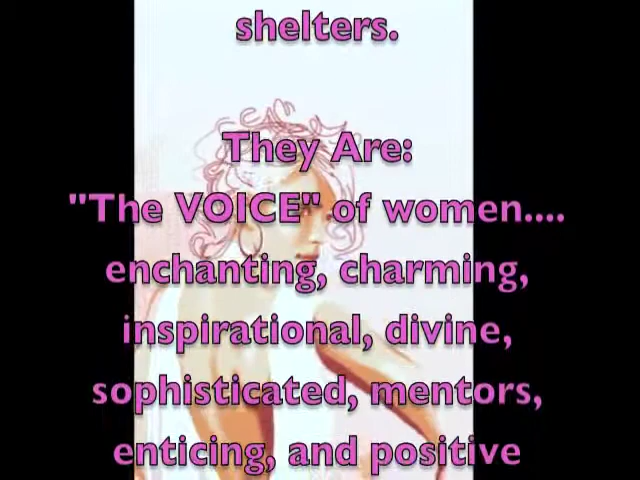 shelters.
They Are:
"The VOICE" of women....
enchanting, charming,
inspirational, divine,
sophisticated, mentors,
enticing, and positive